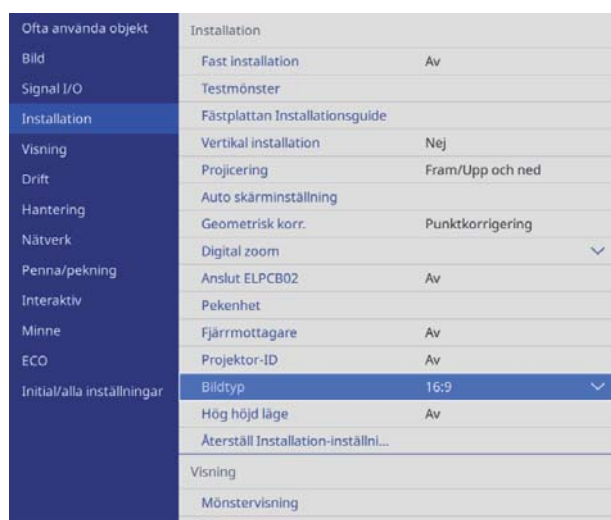 Ofta använda objekt
Bild
Signal I/O
Installation
Visning
Drift
Hantering
Nätverk
Penna/pekning
Interaktiv
Minne
ECO
Initial/alla inställningar
Installation
Fast installation Av
Testmönster
Fästplattan Installationsguide
Vertikal installation Nej
Projicering Fram/Upp och ned
Auto skärminställning
Geometrisk korr. Punktkorrigering
Digital zoom
Anslut ELPCB02 Av
Pekenhet
Fjärrmottagare Av
Projektor-ID Av
Bildtyp 16:9
Hög höjd läge Av
Återställ Installation-inställni...
Visning
Mönstervisning